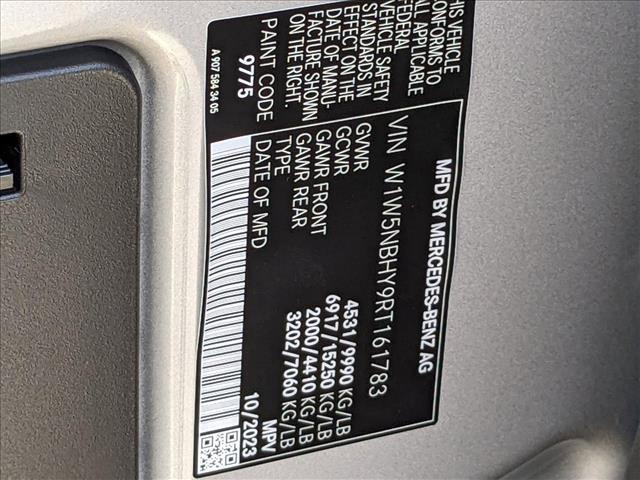 MFD BY MERCEDES-BENZ AG
VIN W1W5NBHY9RT161783
GVWR 4531/9990 KG/LB
GCWR 6917/15250 KG/LB
GAWR FRONT 2000/4410 KG/LB
GAWR REAR 3202/7060 KG/LB
TYPE MPV
DATE OF MFD 10/2023
THIS VEHICLE
CONFORMS TO
ALL APPLICABLE
FEDERAL
VEHICLE SAFETY
STANDARDS IN
EFFECT ON THE
DATE OF MANU-
FACTURE SHOWN
RIGHT.
PAINT CODE
9775
A 907 584 34 05